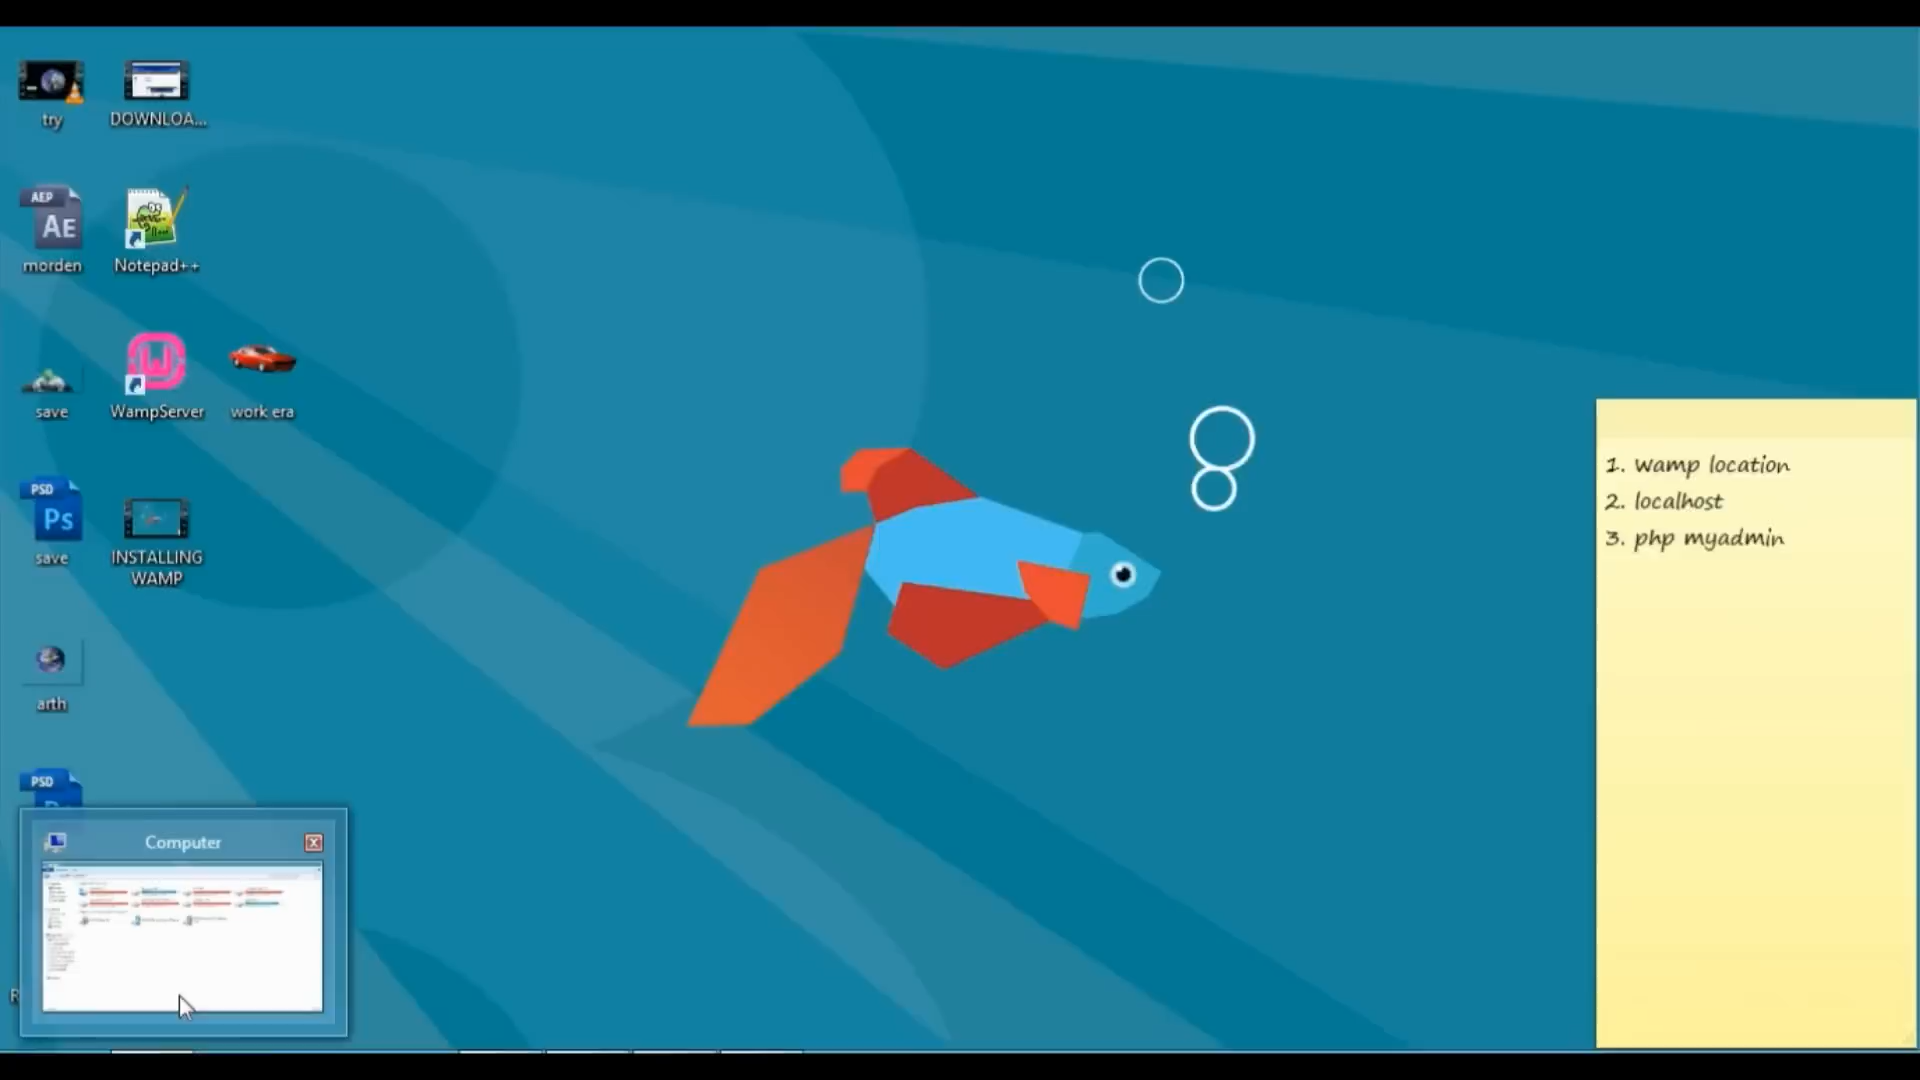 try
DOWNLOA...
AEP
AE
morden
Notepad++
save
WampServer
work era
PSD
Ps
save
INSTALLING
WAMP
arth
PSD
Computer
1. wamp location
2. localhost
3. php myadmin